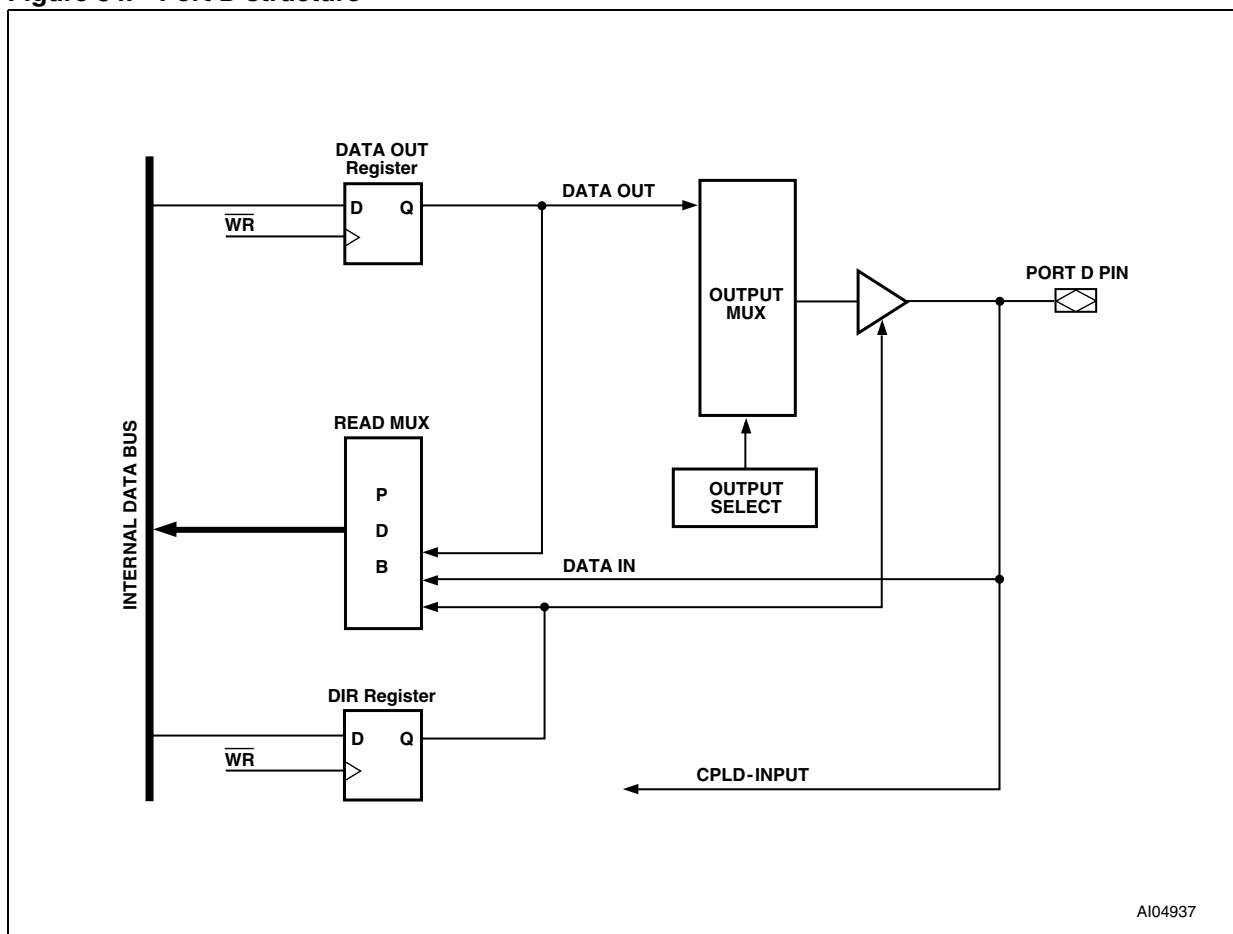 DATA OUT
Register
D Q
WR
DATA OUT
OUTPUT
MUX
PORT D PIN
READ MUX
P
D
B
OUTPUT
SELECT
INTERNAL DATA BUS
DATA IN
DIR Register
D Q
WR
CPLD-INPUT
AI04937